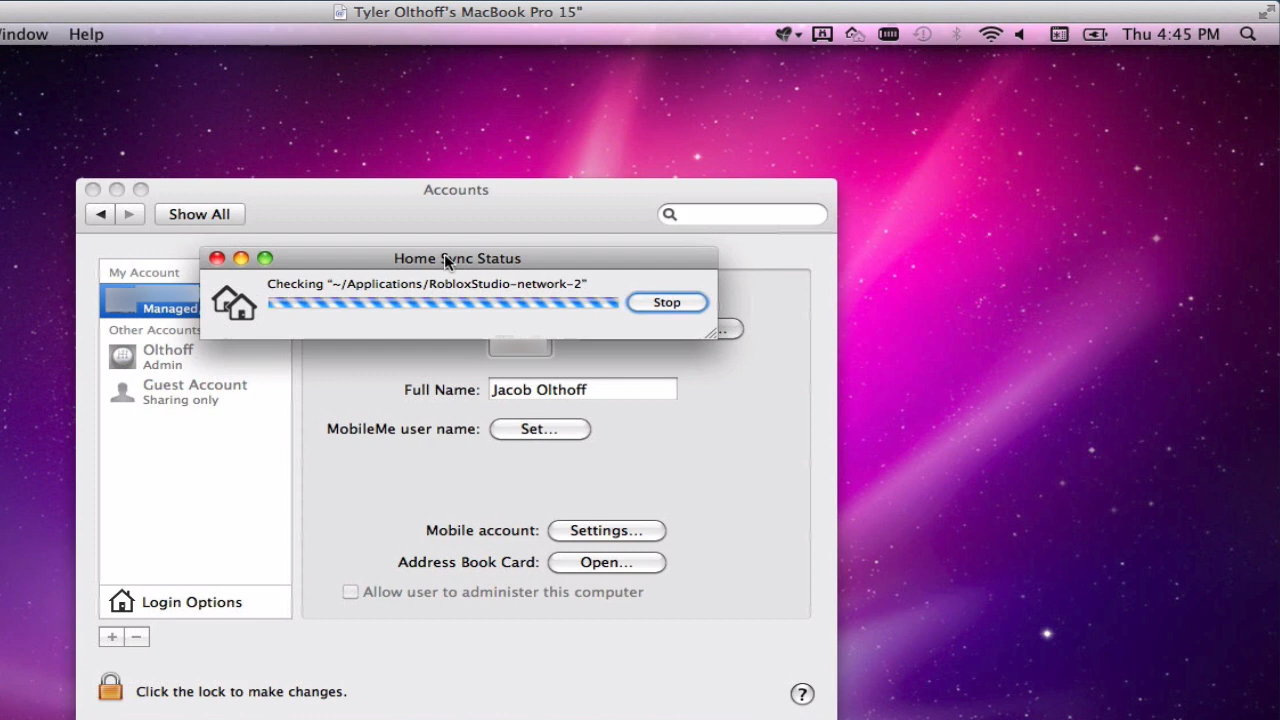 Tyler Olthoff's MacBook Pro 15"
Window Help
Thu 4:45 PM
Accounts
Show All
Home Sync Status
My Account
Checking "~/Applications/RobloxStudio-network-2"
Stop
Managed
Other Accounts
Olthoff
Admin
Guest Account
Sharing only
Full Name: Jacob Olthoff
MobileMe user name: Set...
Mobile account: Settings...
Address Book Card: Open...
Allow user to administer this computer
Login Options
+ −
Click the lock to make changes.
?